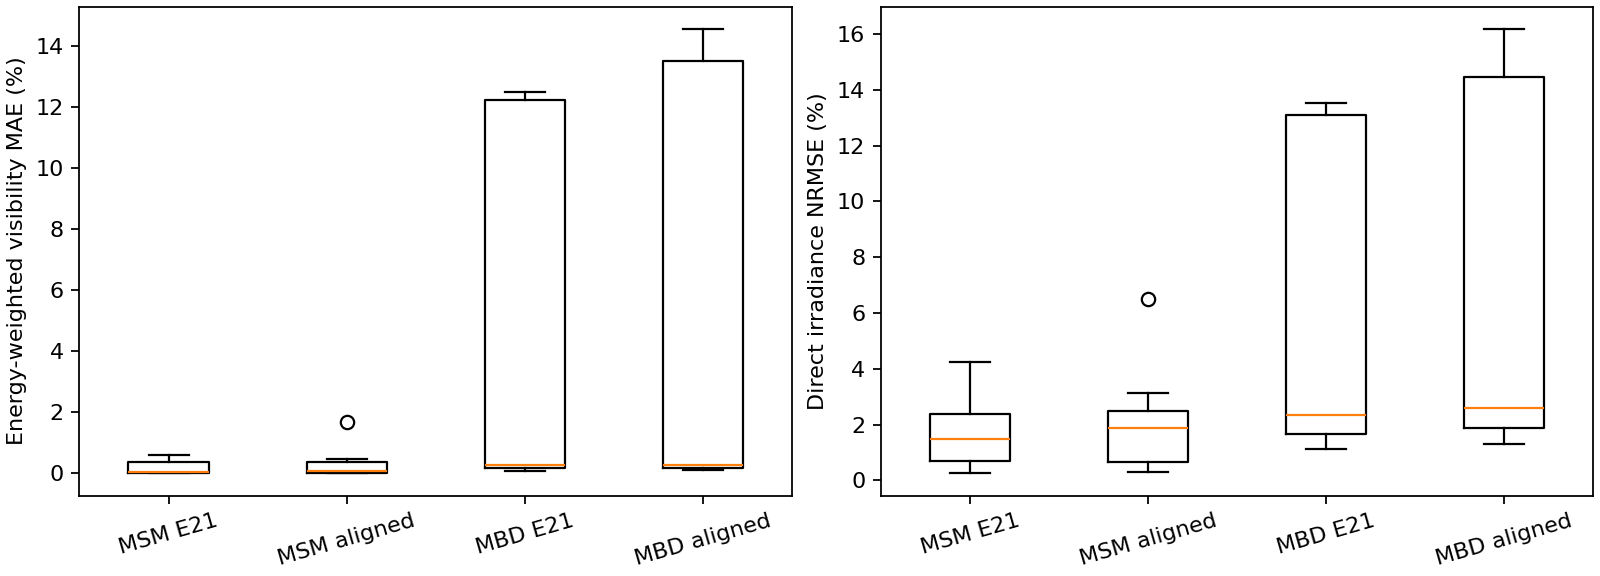 Energy-weighted visibility MAE (%)
14
12
10
8
6
4
2
0
MSM E21
MSM aligned
MBD E21
MBD aligned
Direct irradiance NRMSE (%)
16
14
12
10
8
6
4
2
0
MSM E21
MSM aligned
MBD E21
MBD aligned